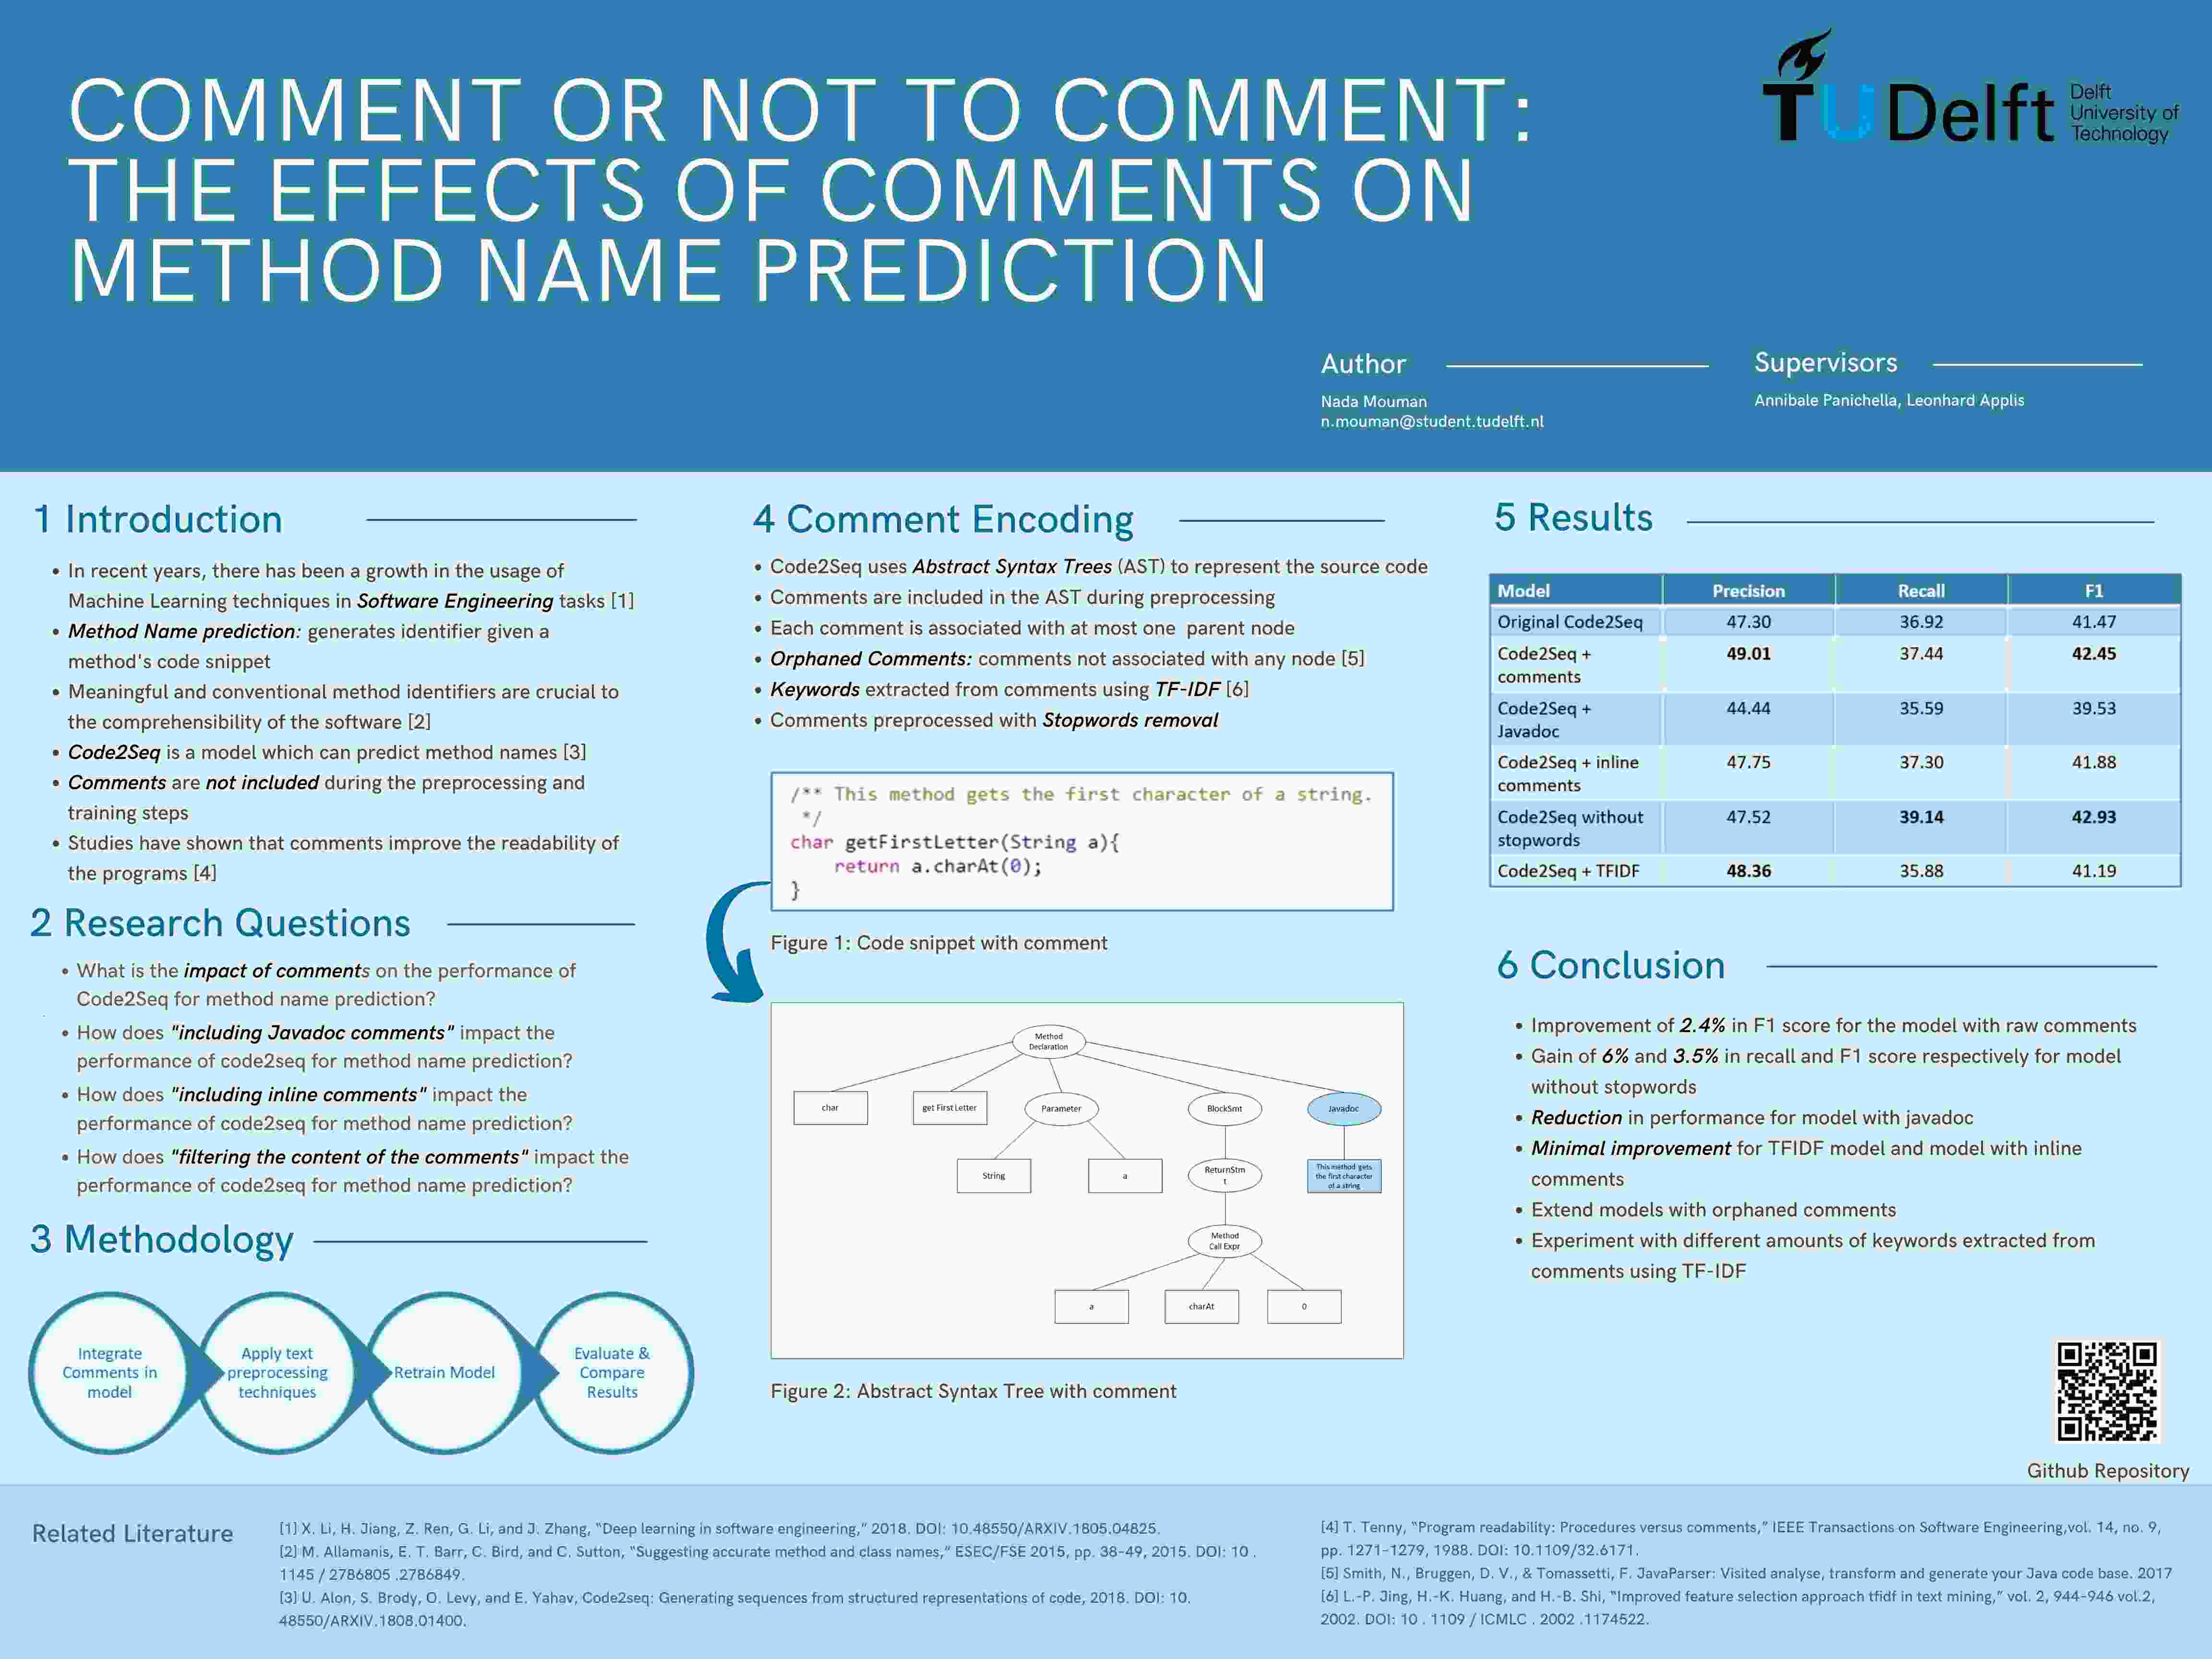 COMMENT OR NOT TO COMMENT:
THE EFFECTS OF COMMENTS ON
METHOD NAME PREDICTION
TU Delft
Delft
University of
Technology
Author
Nada Mouman
n.mouman@student.tudelft.nl
Supervisors
Annibale Panichella, Leonhard Applis
1 Introduction
• In recent years, there has been a growth in the usage of
Machine Learning techniques in Software Engineering tasks [1]
• Method Name prediction: generates identifier given a
method's code snippet
• Meaningful and conventional method identifiers are crucial to
the comprehensibility of the software [2]
• Code2Seq is a model which can predict method names [3]
• Comments are not included during the preprocessing and
training steps
• Studies have shown that comments improve the readability of
the programs [4]
2 Research Questions
• What is the impact of comments on the performance of
Code2Seq for method name prediction?
• How does "including Javadoc comments" impact the
performance of code2seq for method name prediction?
• How does "including inline comments" impact the
performance of code2seq for method name prediction?
• How does "filtering the content of the comments" impact the
performance of code2seq for method name prediction?
3 Methodology
Integrate
Comments in
model
Apply text
preprocessing
techniques
Retrain Model
Evaluate &
Compare
Results
4 Comment Encoding
• Code2Seq uses Abstract Syntax Trees (AST) to represent the source code
• Comments are included in the AST during preprocessing
• Each comment is associated with at most one parent node
• Orphaned Comments: comments not associated with any node [5]
• Keywords extracted from comments using TF-IDF [6]
• Comments preprocessed with Stopwords removal
/** This method gets the first character of a string.
*/
char getFirstLetter(String a){
return a.charAt(0);
}
Figure 1: Code snippet with comment
Method
Declaration
char
get First Letter
Parameter
BlockSmt
Javadoc
String
a
ReturnStm
t
This method gets
the first character
of a string
Method
Call Expr
a
charAt
0
Figure 2: Abstract Syntax Tree with comment
5 Results
Model Precision Recall F1
Original Code2Seq 47.30 36.92 41.47
Code2Seq + 49.01 37.44 42.45
comments
Code2Seq + 44.44 35.59 39.53
Javadoc
Code2Seq + inline 47.75 37.30 41.88
comments
Code2Seq without 47.52 39.14 42.93
stopwords
Code2Seq + TFIDF 48.36 35.88 41.19
6 Conclusion
• Improvement of 2.4% in F1 score for the model with raw comments
• Gain of 6% and 3.5% in recall and F1 score respectively for model
without stopwords
• Reduction in performance for model with javadoc
• Minimal improvement for TFIDF model and model with inline
comments
• Extend models with orphaned comments
• Experiment with different amounts of keywords extracted from
comments using TF-IDF
Github Repository
Related Literature
[1] X. Li, H. Jiang, Z. Ren, G. Li, and J. Zhang, "Deep learning in software engineering," 2018. DOI: 10.48550/ARXIV.1805.04825.
[2] M. Allamanis, E. T. Barr, C. Bird, and C. Sutton, "Suggesting accurate method and class names," ESEC/FSE 2015, pp. 38-49, 2015. DOI: 10 .
1145 / 2786805 .2786849.
[3] U. Alon, S. Brody, O. Levy, and E. Yahav, Code2seq: Generating sequences from structured representations of code, 2018. DOI: 10.
48550/ARXIV.1808.01400.
[4] T. Tenny, "Program readability: Procedures versus comments," IEEE Transactions on Software Engineering,vol. 14, no. 9,
pp. 1271-1279, 1988. DOI: 10.1109/32.6171.
[5] Smith, N., Bruggen, D. V., & Tomassetti, F. JavaParser: Visited analyse, transform and generate your Java code base. 2017
[6] L.-P. Jing, H.-K. Huang, and H.-B. Shi, "Improved feature selection approach tfidf in text mining," vol. 2, 944-946 vol.2,
2002. DOI: 10 . 1109 / ICMLC . 2002 .1174522.